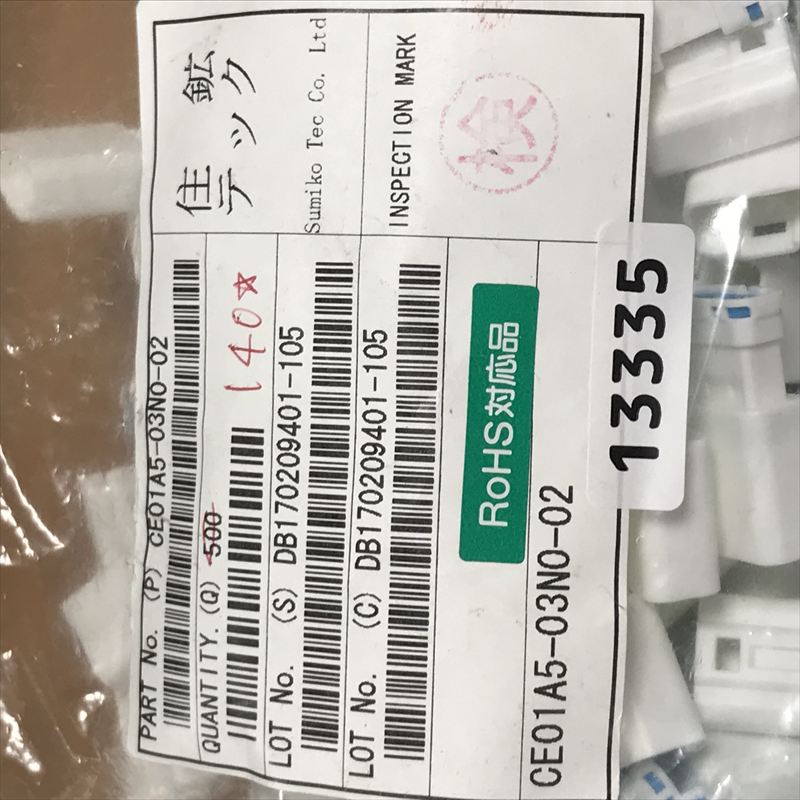 PART No. (P) CE01A5-03N0-02
QUANTITY. (Q) 500
140☆
LOT No. (S) DB170209401-105
LOT No. (C) DB170209401-105
住鉱
テック
Sumiko Tec Co. Ltd
INSPECTION MARK
検
RoHS対応品
CE01A5-03N0-02
13335